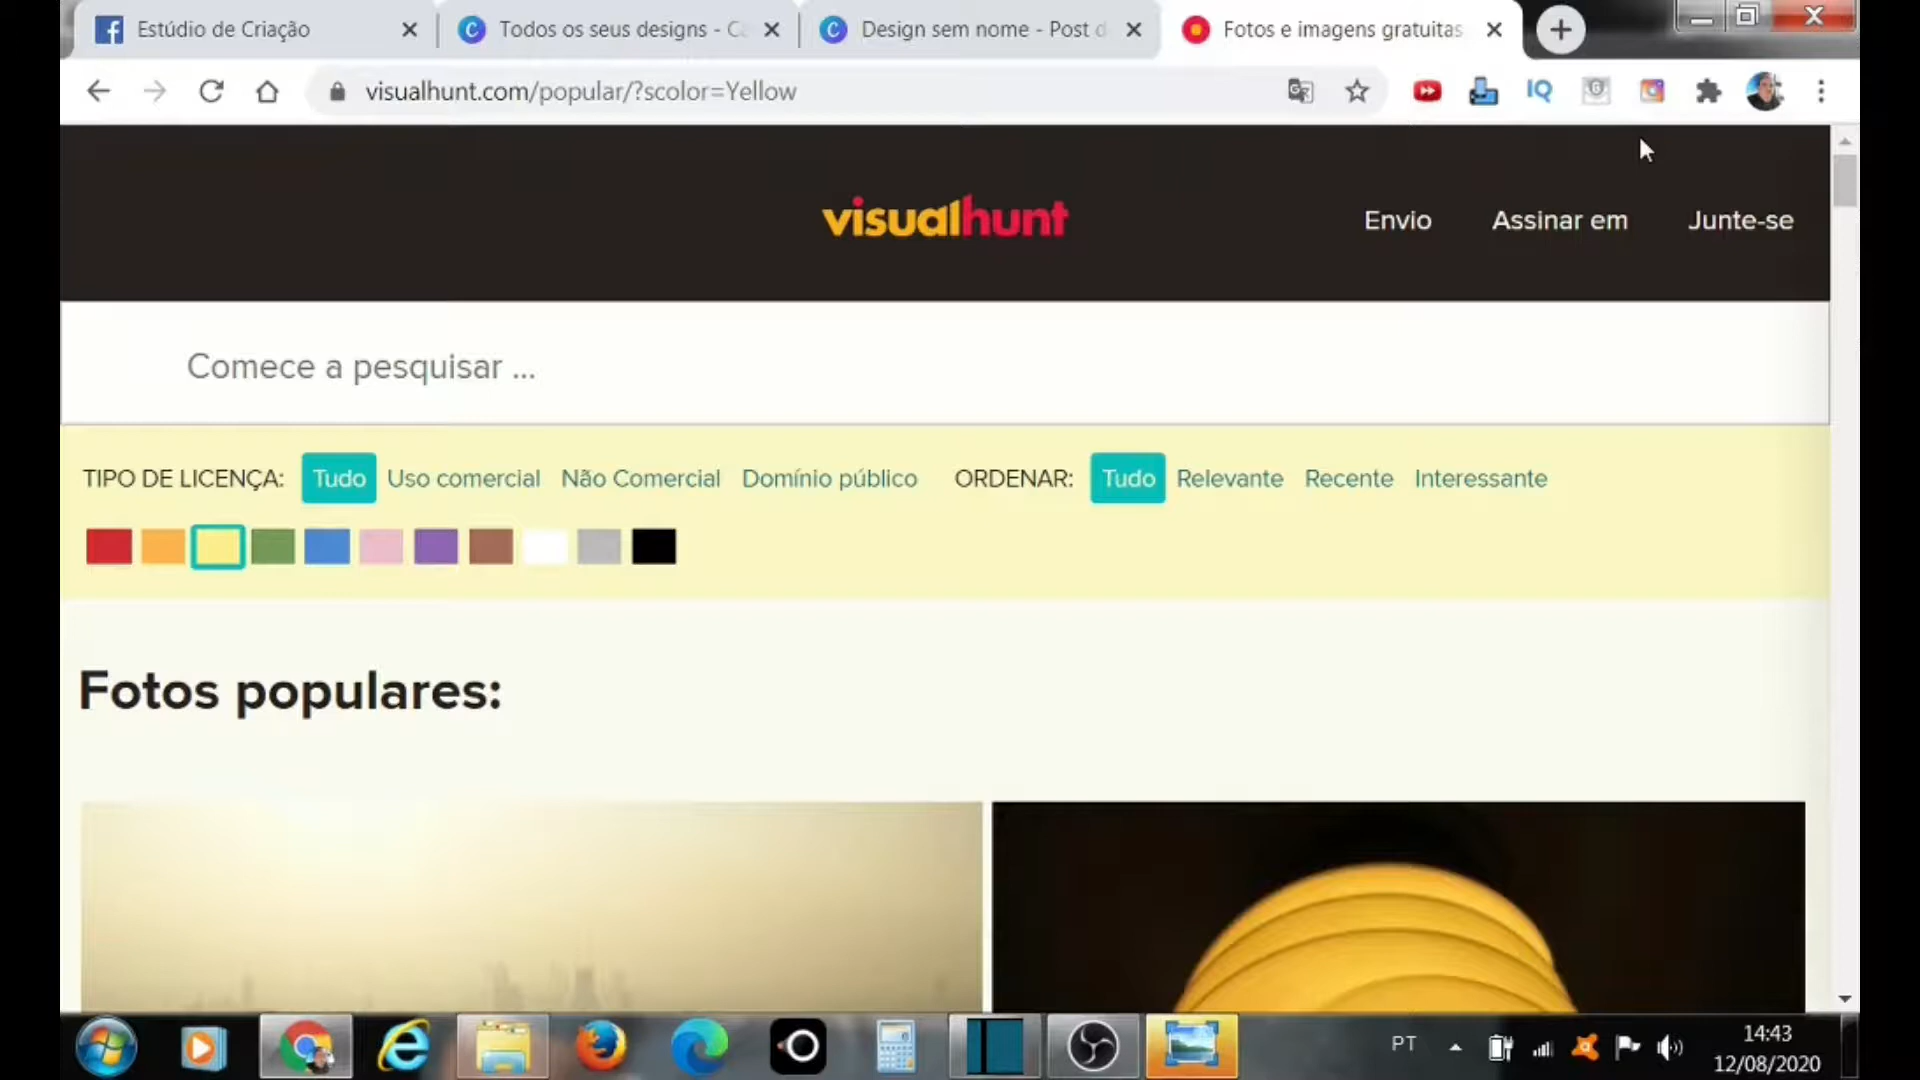 Estúdio de Criação
Todos os seus designs - Ca
Design sem nome - Post d
Fotos e imagens gratuitas
visualhunt.com/popular/?scolor=Yellow
IQ
visualhunt
Envio
Assinar em
Junte-se
Comece a pesquisar ...
TIPO DE LICENÇA: Tudo Uso comercial Não Comercial Domínio público ORDENAR: Tudo Relevante Recente Interessante
Fotos populares:
PT
14:43
12/08/2020